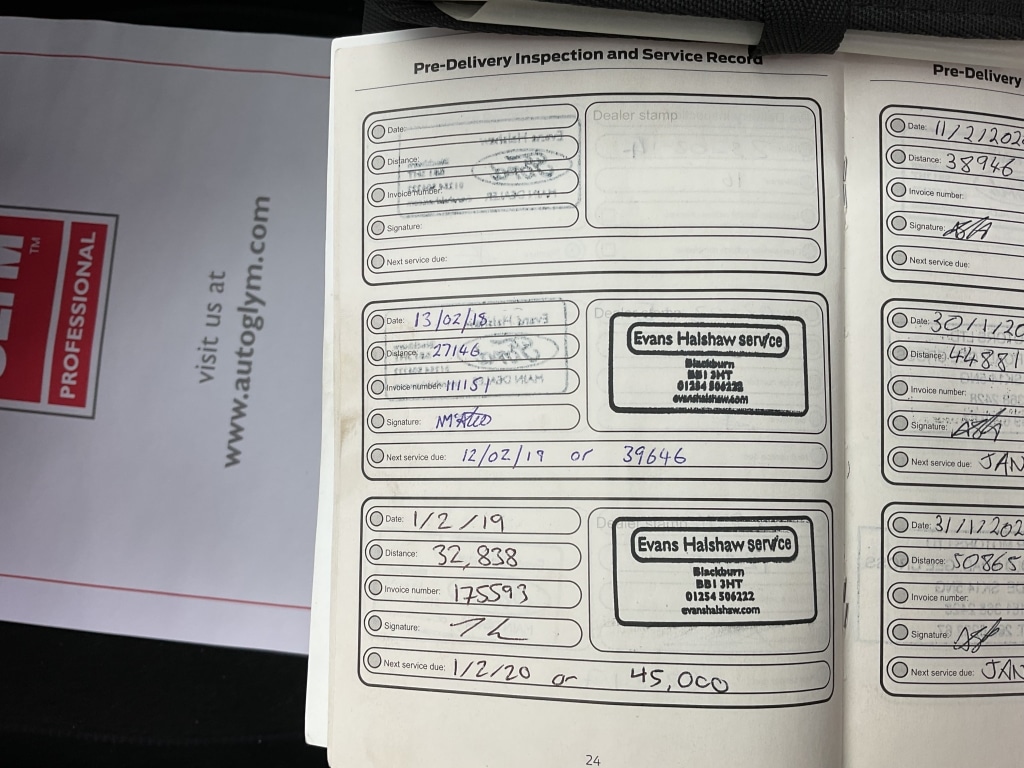 PROFESSIONAL
TM
visit us at
www.autoglym.com
Pre-Delivery Inspection and Service Record
Date:
Distance:
Invoice number:
Signature:
Next service due:
Dealer stamp
Date: 13/02/18
Distance: 27146
Invoice number: 111151
Signature:
Next service due: 12/02/19 or 39646
Evans Halshaw service
Blackburn
BB1 3HT
01254 506222
evanshalshaw.com
Date: 1/2/19
Distance: 32,838
Invoice number: 175593
Signature:
Next service due: 1/2/20 or 45,000
Dealer stamp
Evans Halshaw service
Blackburn
BB1 3HT
01254 506222
evanshalshaw.com
24
Pre-Delivery
Date: 11/2/202
Distance: 38946
Invoice number:
Signature:
Next service due:
Date: 30/1/20
Distance: 44881
Invoice number:
Signature:
Next service due: JAN
Date: 31/1/202
Distance: 50865
Invoice number:
Signature:
Next service due: JAN